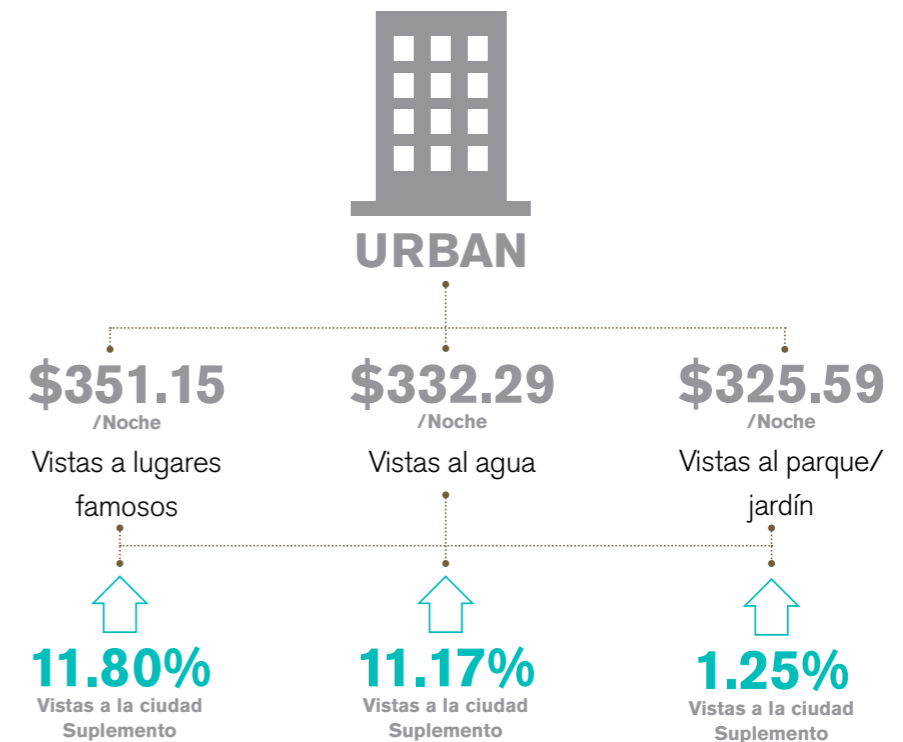 URBAN
$351.15
/Noche
Vistas a lugares
famosos
$332.29
/Noche
Vistas al agua
$325.59
/Noche
Vistas al parque/
jardín
11.80%
Vistas a la ciudad
Suplemento
11.17%
Vistas a la ciudad
Suplemento
1.25%
Vistas a la ciudad
Suplemento